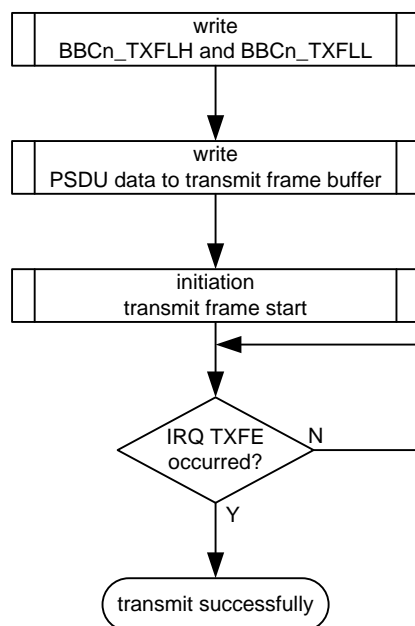 write
BBCn_TXFLH and BBCn_TXFLL
write
PSDU data to transmit frame buffer
initiation
transmit frame start
IRQ TXFE
occurred?
N
Y
transmit successfully